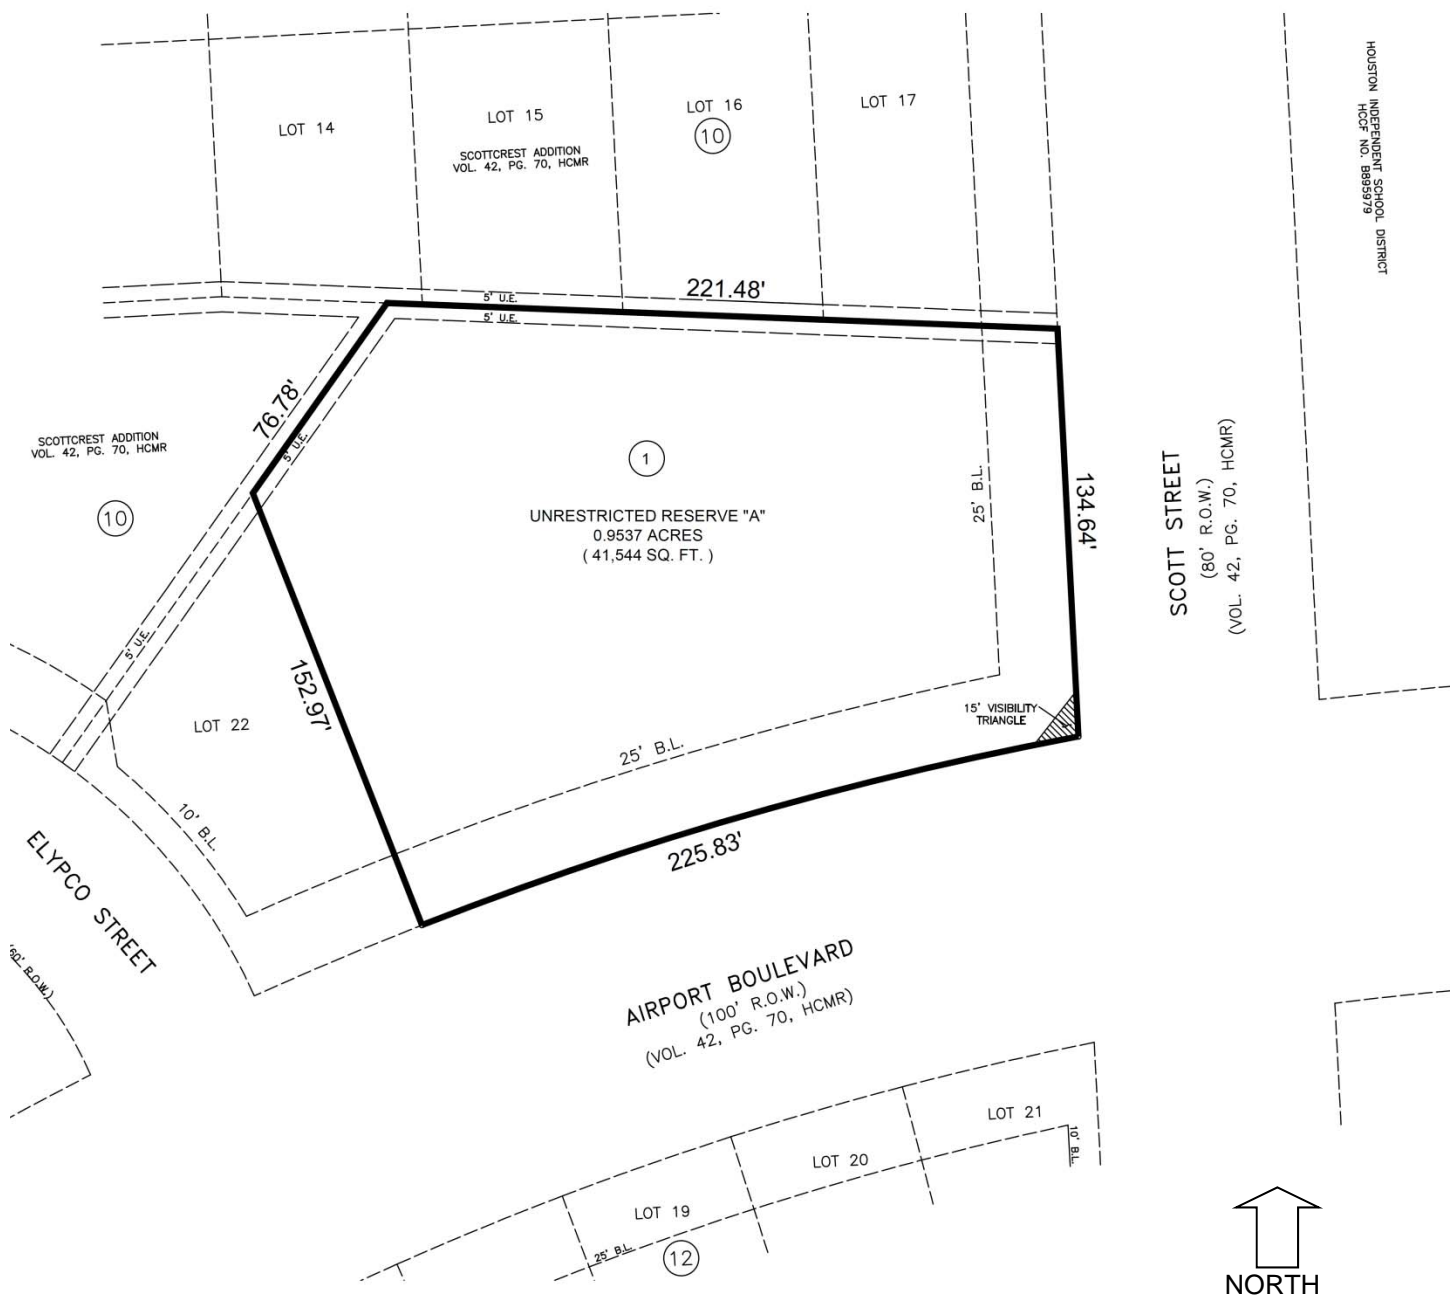 LOT 14
LOT 15
SCOTTCREST ADDITION
VOL. 42, PG. 70, HCMR
LOT 16
10
LOT 17
HOUSTON INDEPENDENT SCHOOL DISTRICT
HCCF NO. B895979
5' U.E.
5' U.E.
221.48'
76.78'
5' U.E.
SCOTTCREST ADDITION
VOL. 42, PG. 70, HCMR
10
1
UNRESTRICTED RESERVE "A"
0.9537 ACRES
( 41,544 SQ. FT. )
25' B.L.
134.64'
SCOTT STREET
(80' R.O.W.)
(VOL. 42, PG. 70, HCMR)
5' U.E.
152.97'
LOT 22
15' VISIBILITY
TRIANGLE
25' B.L.
10' B.L.
225.83'
ELYPCO STREET
(60' R.O.W.)
AIRPORT BOULEVARD
(100' R.O.W.)
(VOL. 42, PG. 70, HCMR)
LOT 21
10' B.L.
LOT 20
LOT 19
25' B.L.
12
NORTH